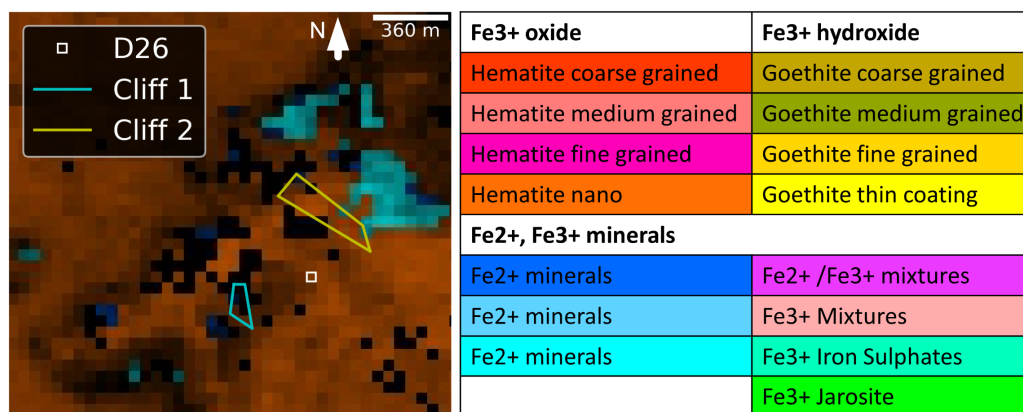 N
360 m
D26
Cliff 1
Cliff 2
Fe3+ oxide
Fe3+ hydroxide
Hematite coarse grained
Goethite coarse grained
Hematite medium grained
Goethite medium grained
Hematite fine grained
Goethite fine grained
Hematite nano
Goethite thin coating
Fe2+, Fe3+ minerals
Fe2+ minerals
Fe2+ /Fe3+ mixtures
Fe2+ minerals
Fe3+ Mixtures
Fe2+ minerals
Fe3+ Iron Sulphates
Fe3+ Jarosite